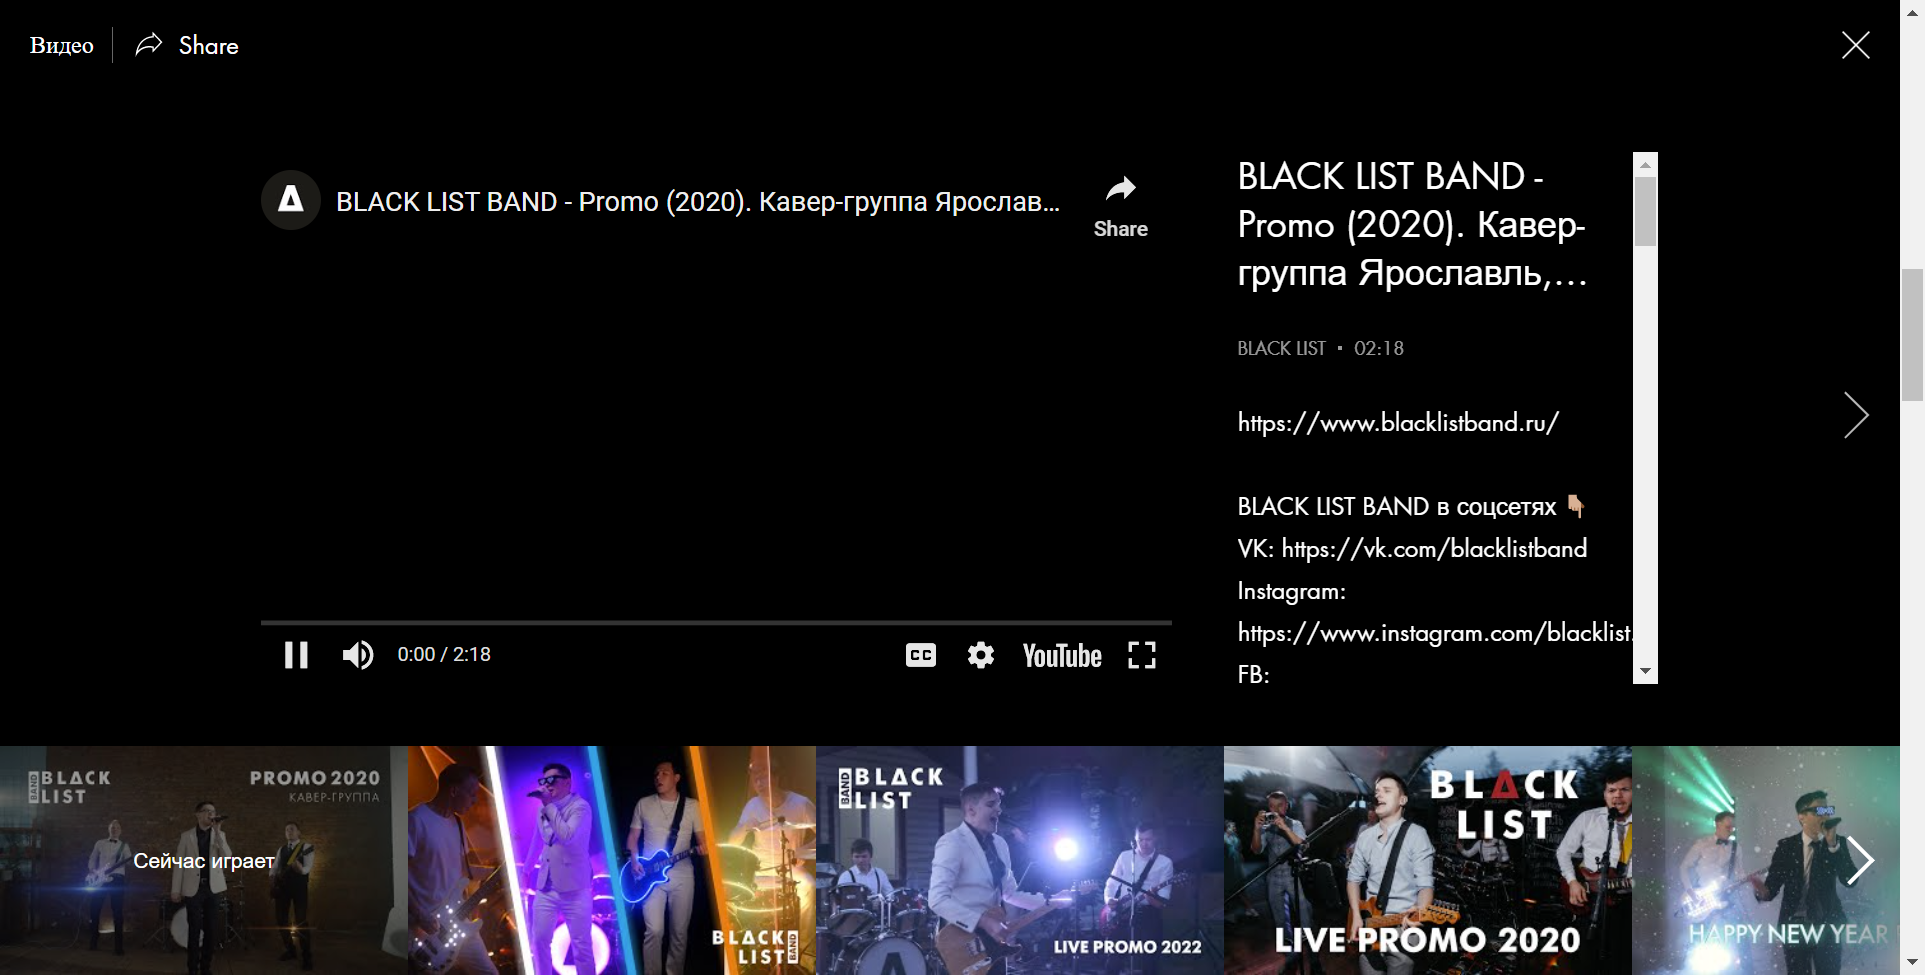 Видео
Share
BLACK LIST BAND - Promo (2020). Кавер-группа Ярослав...
Share
BLACK LIST BAND -
Promo (2020). Кавер-
группа Ярославль,...
BLACK LIST • 02:18
https://www.blacklistband.ru/
BLACK LIST BAND в соцсетях 👇🏼
VK: https://vk.com/blacklistband
Instagram:
https://www.instagram.com/blacklist.
FB:
0:00 / 2:18
CC
YouTube
BLACK
LIST
BAND
PROMO 2020
КАВЕР-ГРУППА
Сейчас играет
BLACK
LIST
BAND
BLACK
LIST
BAND
LIVE PROMO 2022
BLACK
LIST
LIVE PROMO 2020
HAPPY NEW YEAR